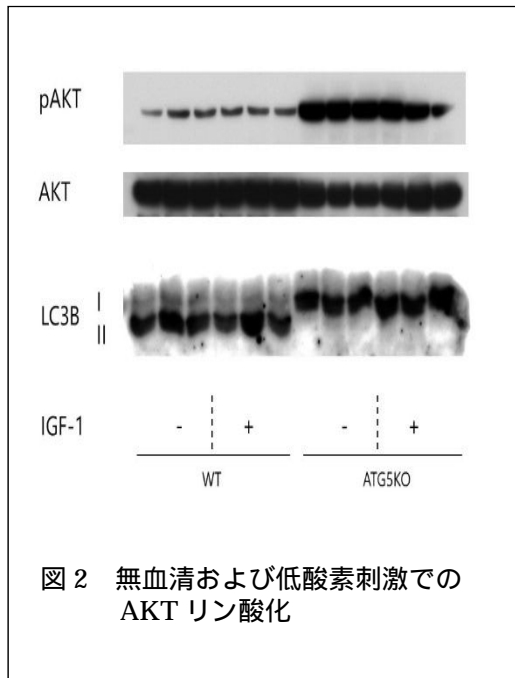 pAKT
AKT
I
LC3B
II
IGF-1 - + - +
WT ATG5KO
図 2 無血清および低酸素刺激での
AKT リン酸化